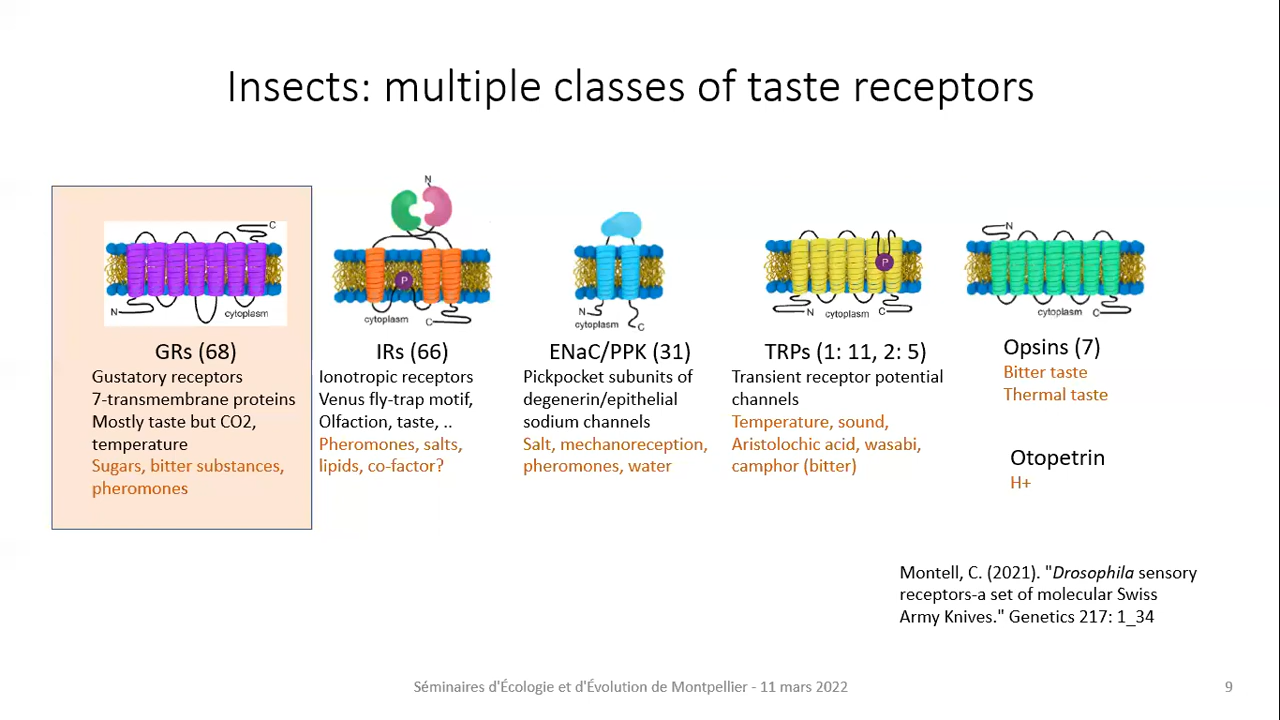 Insects: multiple classes of taste receptors
C
N
cytoplasm
GRs (68)
Gustatory receptors
7-transmembrane proteins
Mostly taste but CO2,
temperature
Sugars, bitter substances,
pheromones
N
P
cytoplasm
C
IRs (66)
Ionotropic receptors
Venus fly-trap motif,
Olfaction, taste, ..
Pheromones, salts,
lipids, co-factor?
N
cytoplasm
C
ENaC/PPK (31)
Pickpocket subunits of
degenerin/epithelial
sodium channels
Salt, mechanoreception,
pheromones, water
P
N
cytoplasm
C
TRPs (1: 11, 2: 5)
Transient receptor potential
channels
Temperature, sound,
Aristolochic acid, wasabi,
camphor (bitter)
N
cytoplasm
C
Opsins (7)
Bitter taste
Thermal taste
Otopetrin
H+
Montell, C. (2021). "Drosophila sensory
receptors-a set of molecular Swiss
Army Knives." Genetics 217: 1_34
Séminaires d'Écologie et d'Évolution de Montpellier - 11 mars 2022
9